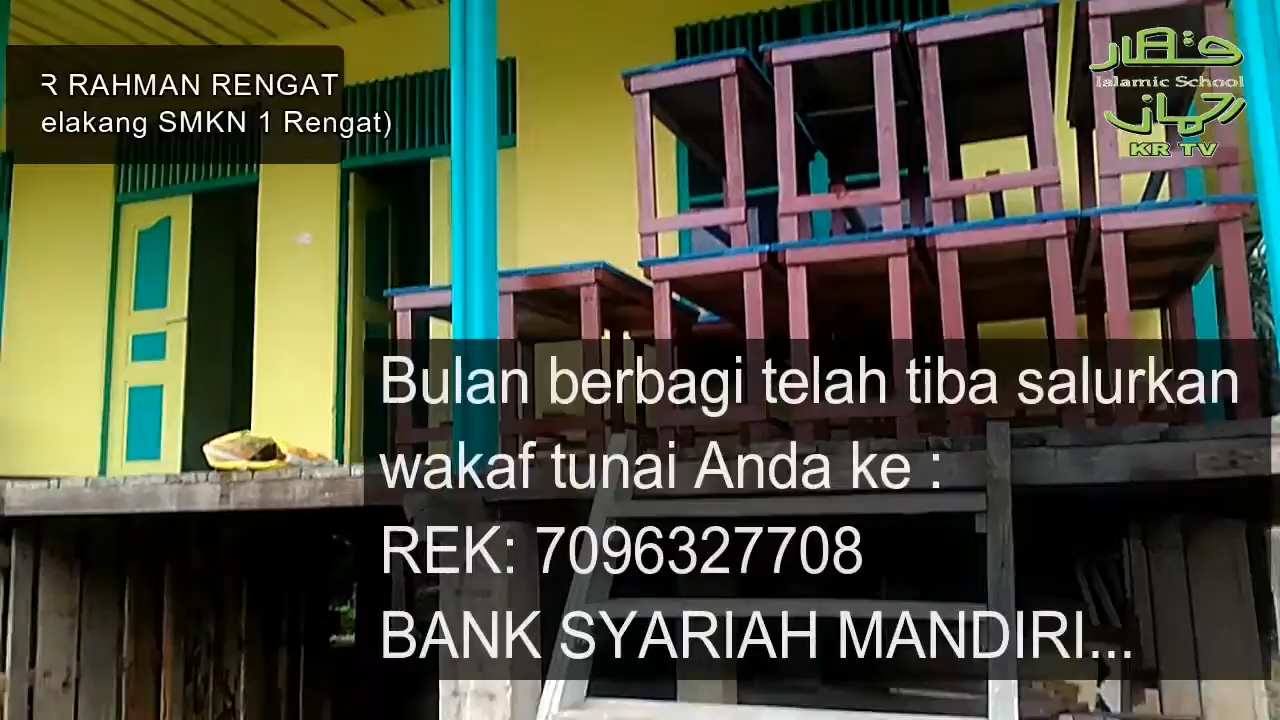 R RAHMAN RENGAT
elakang SMKN 1 Rengat)
Islamic School
KR TV
Bulan berbagi telah tiba salurkan
wakaf tunai Anda ke :
REK: 7096327708
BANK SYARIAH MANDIRI...